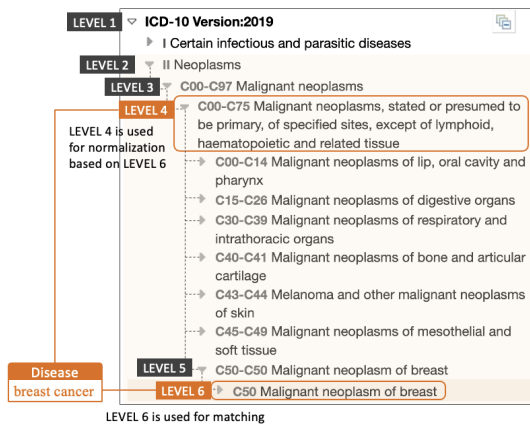 LEVEL 1 ICD-10 Version:2019
I Certain infectious and parasitic diseases
LEVEL 2 II Neoplasms
LEVEL 3 C00-C97 Malignant neoplasms
LEVEL 4 C00-C75 Malignant neoplasms, stated or presumed to
be primary, of specified sites, except of lymphoid,
haematopoietic and related tissue
LEVEL 4 is used
for normalization
based on LEVEL 6
C00-C14 Malignant neoplasms of lip, oral cavity and
pharynx
C15-C26 Malignant neoplasms of digestive organs
C30-C39 Malignant neoplasms of respiratory and
intrathoracic organs
C40-C41 Malignant neoplasms of bone and articular
cartilage
C43-C44 Melanoma and other malignant neoplasms
of skin
C45-C49 Malignant neoplasms of mesothelial and
soft tissue
LEVEL 5 C50-C50 Malignant neoplasms of breast
Disease
breast cancer
LEVEL 6 C50 Malignant neoplasm of breast
LEVEL 6 is used for matching